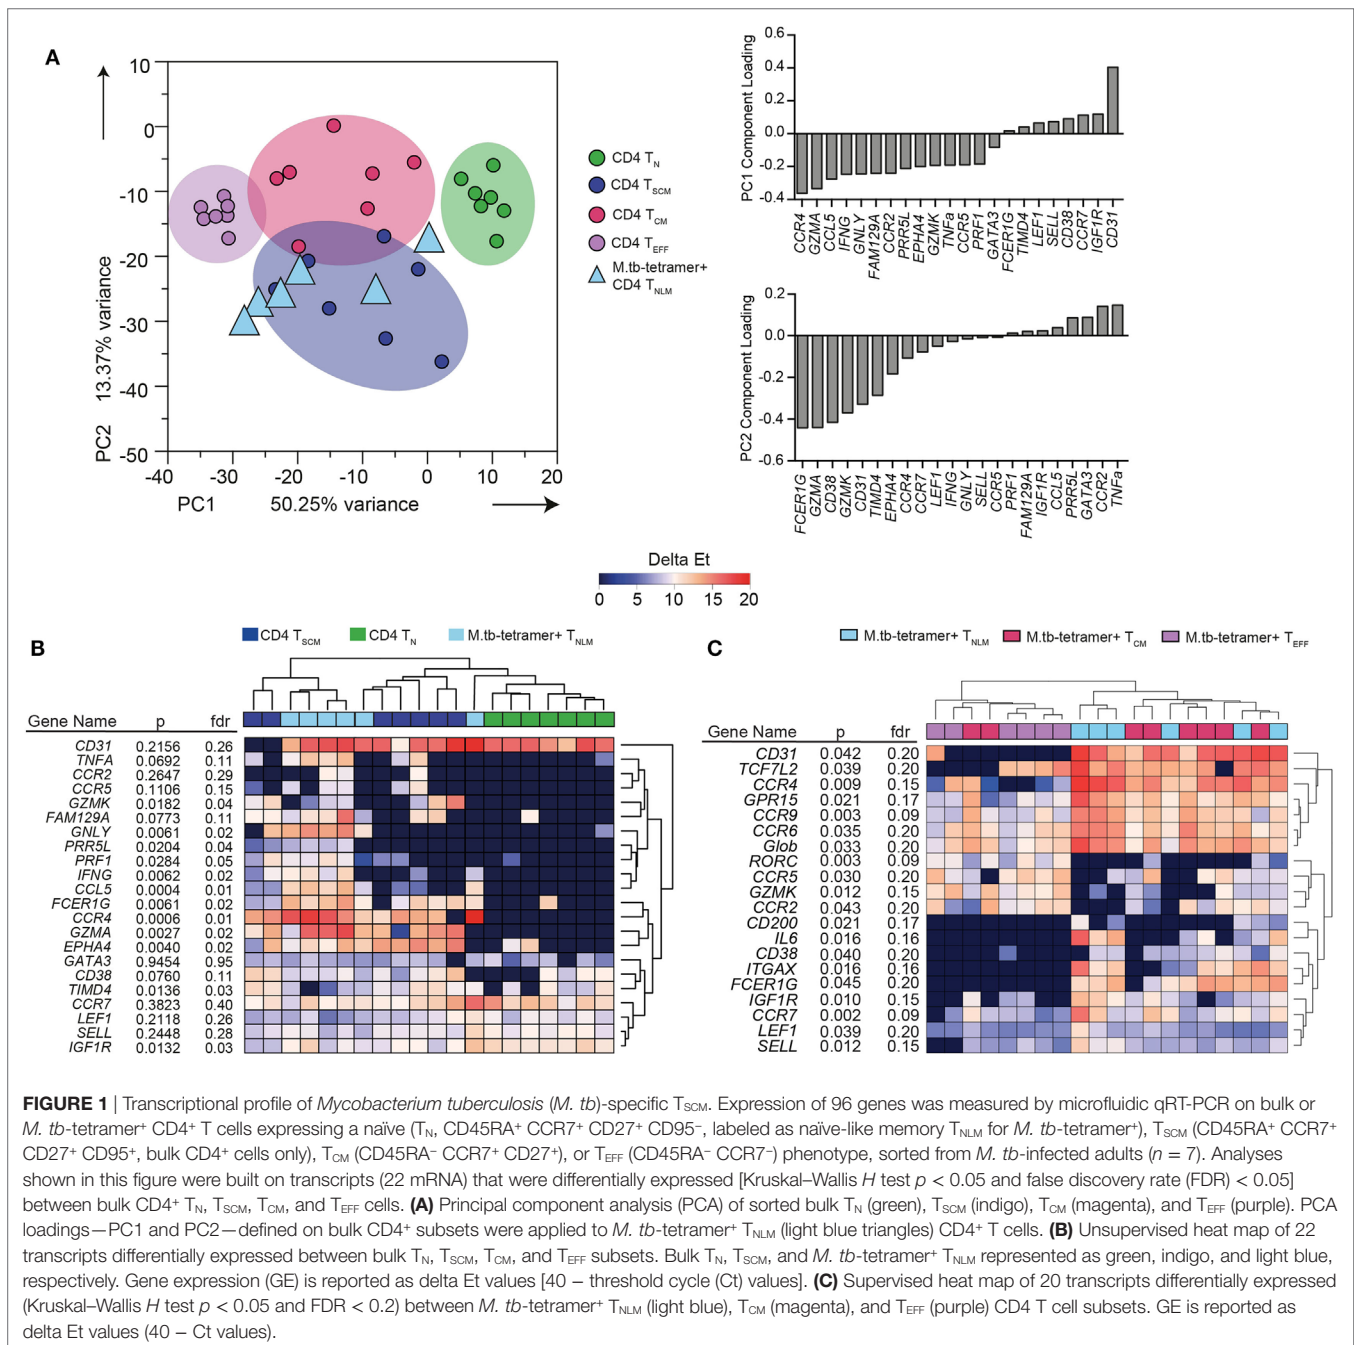 A
10
0
-10
-20
-30
-40
-50
PC2 13.37% variance
-40 -30 -20 -10 0 10 20
PC1 50.25% variance
CD4 TN
CD4 TSCM
CD4 TCM
CD4 TEFF
M.tb-tetramer+
CD4 TNLM
PC1 Component Loading
0.6
0.4
0.2
0.0
-0.2
-0.4
CCR4 GZMA CCL5 IFNG GNLY FAM129A CCR2 PRR5L EPHA4 GZMK TNFa CCR5 PRF1 GATA3 FCER1G TIMD4 LEF1 SELL CD38 CCR7 IGF1R CD31
PC2 Component Loading
0.2
0.0
-0.2
-0.4
-0.6
FCER1G GZMA CD38 GZMK CD31 TIMD4 EPHA4 CCR4 CCR7 LEF1 IFNG GNLY SELL CCR5 PRF1 FAM129A IGF1R CCL5 PRR5L GATA3 CCR2 TNFa
Delta Et
0 5 10 15 20
B
CD4 TSCM CD4 TN M.tb-tetramer+ TNLM
Gene Name p fdr
CD31 0.2156 0.26
TNFA 0.0692 0.11
CCR2 0.2647 0.29
CCR5 0.1106 0.15
GZMK 0.0182 0.04
FAM129A 0.0773 0.11
GNLY 0.0061 0.02
PRR5L 0.0204 0.04
PRF1 0.0284 0.05
IFNG 0.0062 0.02
CCL5 0.0004 0.01
FCER1G 0.0061 0.02
CCR4 0.0006 0.01
GZMA 0.0027 0.02
EPHA4 0.0040 0.02
GATA3 0.9454 0.95
CD38 0.0760 0.11
TIMD4 0.0136 0.03
CCR7 0.3823 0.40
LEF1 0.2118 0.26
SELL 0.2448 0.28
IGF1R 0.0132 0.03
C
M.tb-tetramer+ TNLM M.tb-tetramer+ TCM M.tb-tetramer+ TEFF
Gene Name p fdr
CD31 0.042 0.20
TCF7L2 0.039 0.20
CCR4 0.009 0.15
GPR15 0.021 0.17
CCR9 0.003 0.09
CCR6 0.035 0.20
Glob 0.033 0.20
RORC 0.003 0.09
CCR5 0.030 0.20
GZMK 0.012 0.15
CCR2 0.043 0.20
CD200 0.021 0.17
IL6 0.016 0.16
CD38 0.040 0.20
ITGAX 0.016 0.16
FCER1G 0.045 0.20
IGF1R 0.010 0.15
CCR7 0.002 0.09
LEF1 0.039 0.20
SELL 0.012 0.15
FIGURE 1 | Transcriptional profile of Mycobacterium tuberculosis (M. tb)-specific TSCM. Expression of 96 genes was measured by microfluidic qRT-PCR on bulk or
M. tb-tetramer+ CD4+ T cells expressing a naïve (TN, CD45RA+ CCR7+ CD27+ CD95−, labeled as naïve-like memory TNLM for M. tb-tetramer+), TSCM (CD45RA+ CCR7+
CD27+ CD95+, bulk CD4+ cells only), TCM (CD45RA− CCR7+ CD27+), or TEFF (CD45RA− CCR7−) phenotype, sorted from M. tb-infected adults (n = 7). Analyses
shown in this figure were built on transcripts (22 mRNA) that were differentially expressed [Kruskal–Wallis H test p < 0.05 and false discovery rate (FDR) < 0.05]
between bulk CD4+ TN, TSCM, TCM, and TEFF cells. (A) Principal component analysis (PCA) of sorted bulk TN (green), TSCM (indigo), TCM (magenta), and TEFF (purple). PCA
loadings—PC1 and PC2—defined on bulk CD4+ subsets were applied to M. tb-tetramer+ TNLM (light blue triangles) CD4+ T cells. (B) Unsupervised heat map of 22
transcripts differentially expressed between bulk TN, TSCM, TCM, and TEFF subsets. Bulk TN, TSCM, and M. tb-tetramer+ TNLM represented as green, indigo, and light blue,
respectively. Gene expression (GE) is reported as delta Et values [40 – threshold cycle (Ct) values]. (C) Supervised heat map of 20 transcripts differentially expressed
(Kruskal–Wallis H test p < 0.05 and FDR < 0.2) between M. tb-tetramer+ TNLM (light blue), TCM (magenta), and TEFF (purple) CD4 T cell subsets. GE is reported as
delta Et values (40 – Ct values).